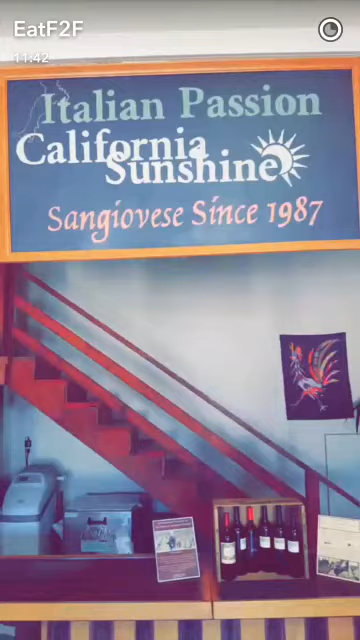 EatF2F
11:42
Italian Passion
California
Sunshine
Sangiovese Since 1987